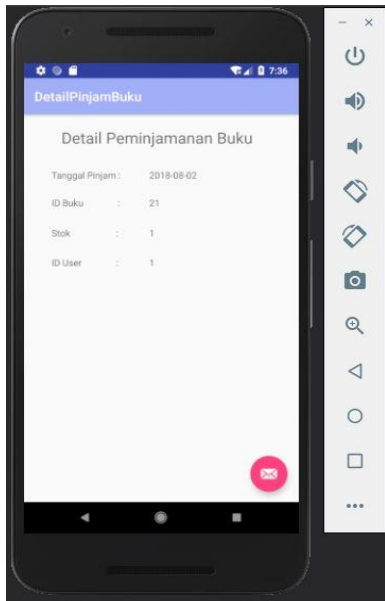 7:36
DetailPinjamBuku
Detail Peminjamanan Buku
Tanggal Pinjam : 2018-08-02
ID Buku : 21
Stok : 1
ID User : 1